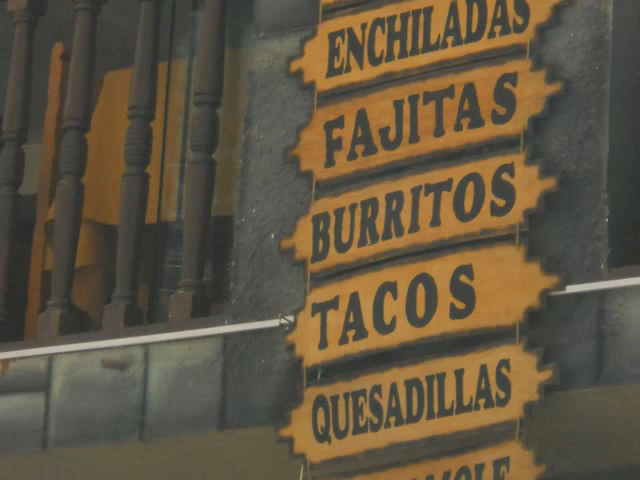 ENCHILADAS
FAJITAS
BURRITOS
TACOS
QUESADILLAS